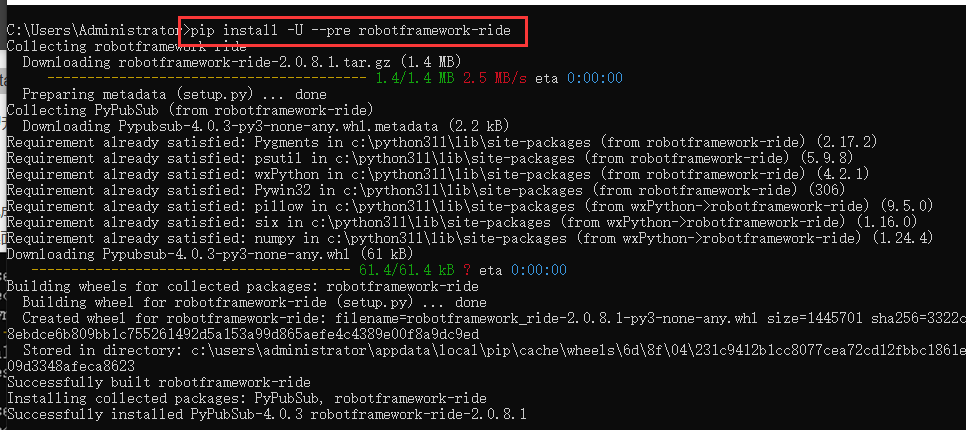 C:\Users\Administrator>pip install -U --pre robotframework-ride
Collecting robotframework-ride
  Downloading robotframework-ride-2.0.8.1.tar.gz (1.4 MB)
     ---------------------------------------- 1.4/1.4 MB 2.5 MB/s eta 0:00:00
  Preparing metadata (setup.py) ... done
Collecting PyPubSub (from robotframework-ride)
  Downloading Pypubsub-4.0.3-py3-none-any.whl.metadata (2.2 kB)
Requirement already satisfied: Pygments in c:\python311\lib\site-packages (from robotframework-ride) (2.17.2)
Requirement already satisfied: psutil in c:\python311\lib\site-packages (from robotframework-ride) (5.9.8)
Requirement already satisfied: wxPython in c:\python311\lib\site-packages (from robotframework-ride) (4.2.1)
Requirement already satisfied: Pywin32 in c:\python311\lib\site-packages (from robotframework-ride) (306)
Requirement already satisfied: pillow in c:\python311\lib\site-packages (from wxPython->robotframework-ride) (9.5.0)
Requirement already satisfied: six in c:\python311\lib\site-packages (from wxPython->robotframework-ride) (1.16.0)
Requirement already satisfied: numpy in c:\python311\lib\site-packages (from wxPython->robotframework-ride) (1.24.4)
Downloading Pypubsub-4.0.3-py3-none-any.whl (61 kB)
   ---------------------------------------- 61.4/61.4 kB ? eta 0:00:00
Building wheels for collected packages: robotframework-ride
  Building wheel for robotframework-ride (setup.py) ... done
  Created wheel for robotframework-ride: filename=robotframework_ride-2.0.8.1-py3-none-any.whl size=1445701 sha256=3322c
8ebdce6b809bb1c755261492d5a153a99d865aefe4c4389e00f8a9dc9ed
  Stored in directory: c:\users\administrator\appdata\local\pip\cache\wheels\6d\8f\04\231c9412b1cc8077cea72cd12fbbc1861e
09d3348afeca8623
Successfully built robotframework-ride
Installing collected packages: PyPubSub, robotframework-ride
Successfully installed PyPubSub-4.0.3 robotframework-ride-2.0.8.1